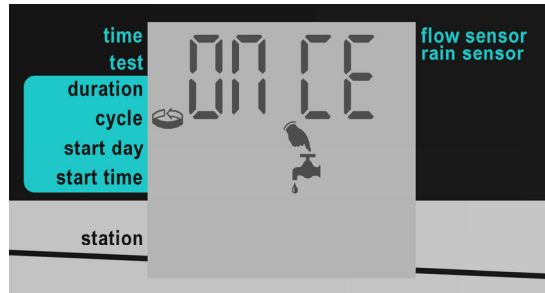 time
test
duration
cycle
start day
start time
station
ONCE
flow sensor
rain sensor